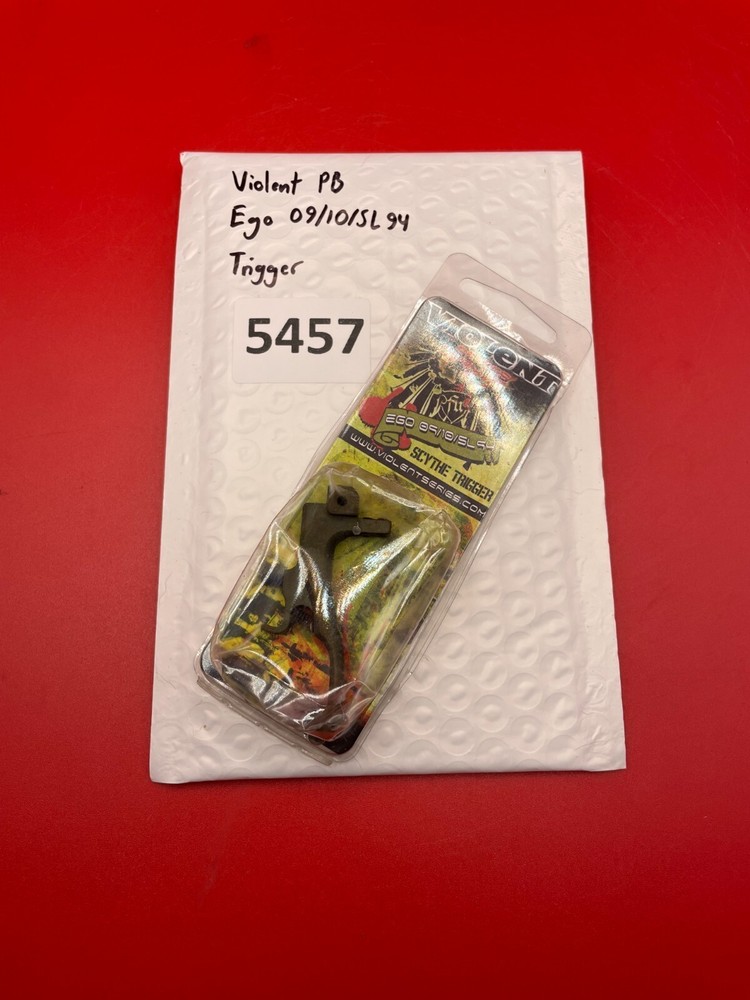 Violent PB
Ego 09/10/SL94
Trigger
5457
VIOLENT
EGO 09/10/SL94
SCYTHE TRIGGER
WWW.VIOLENTSERIES.COM